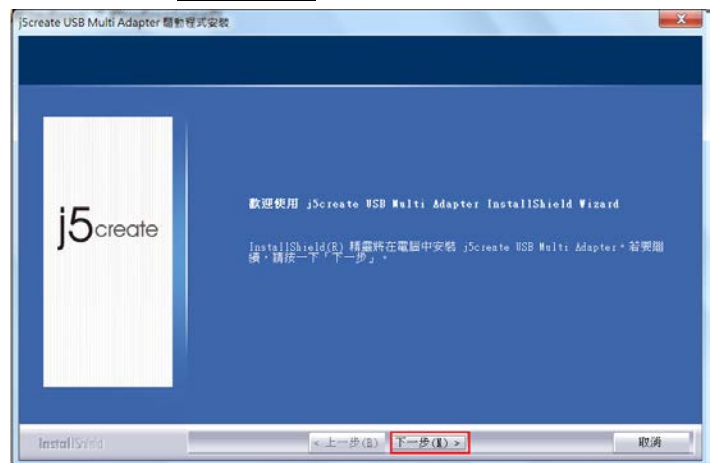 j5create USB Multi Adapter 驅動程式安裝
j5create
歡迎使用 j5create USB Multi Adapter InstallShield Wizard
InstallShield(R) 精靈將在電腦中安裝 j5create USB Multi Adapter。若要繼
續，請按一下「下一步」。
InstallShield
< 上一步(B) 下一步(N) > 取消